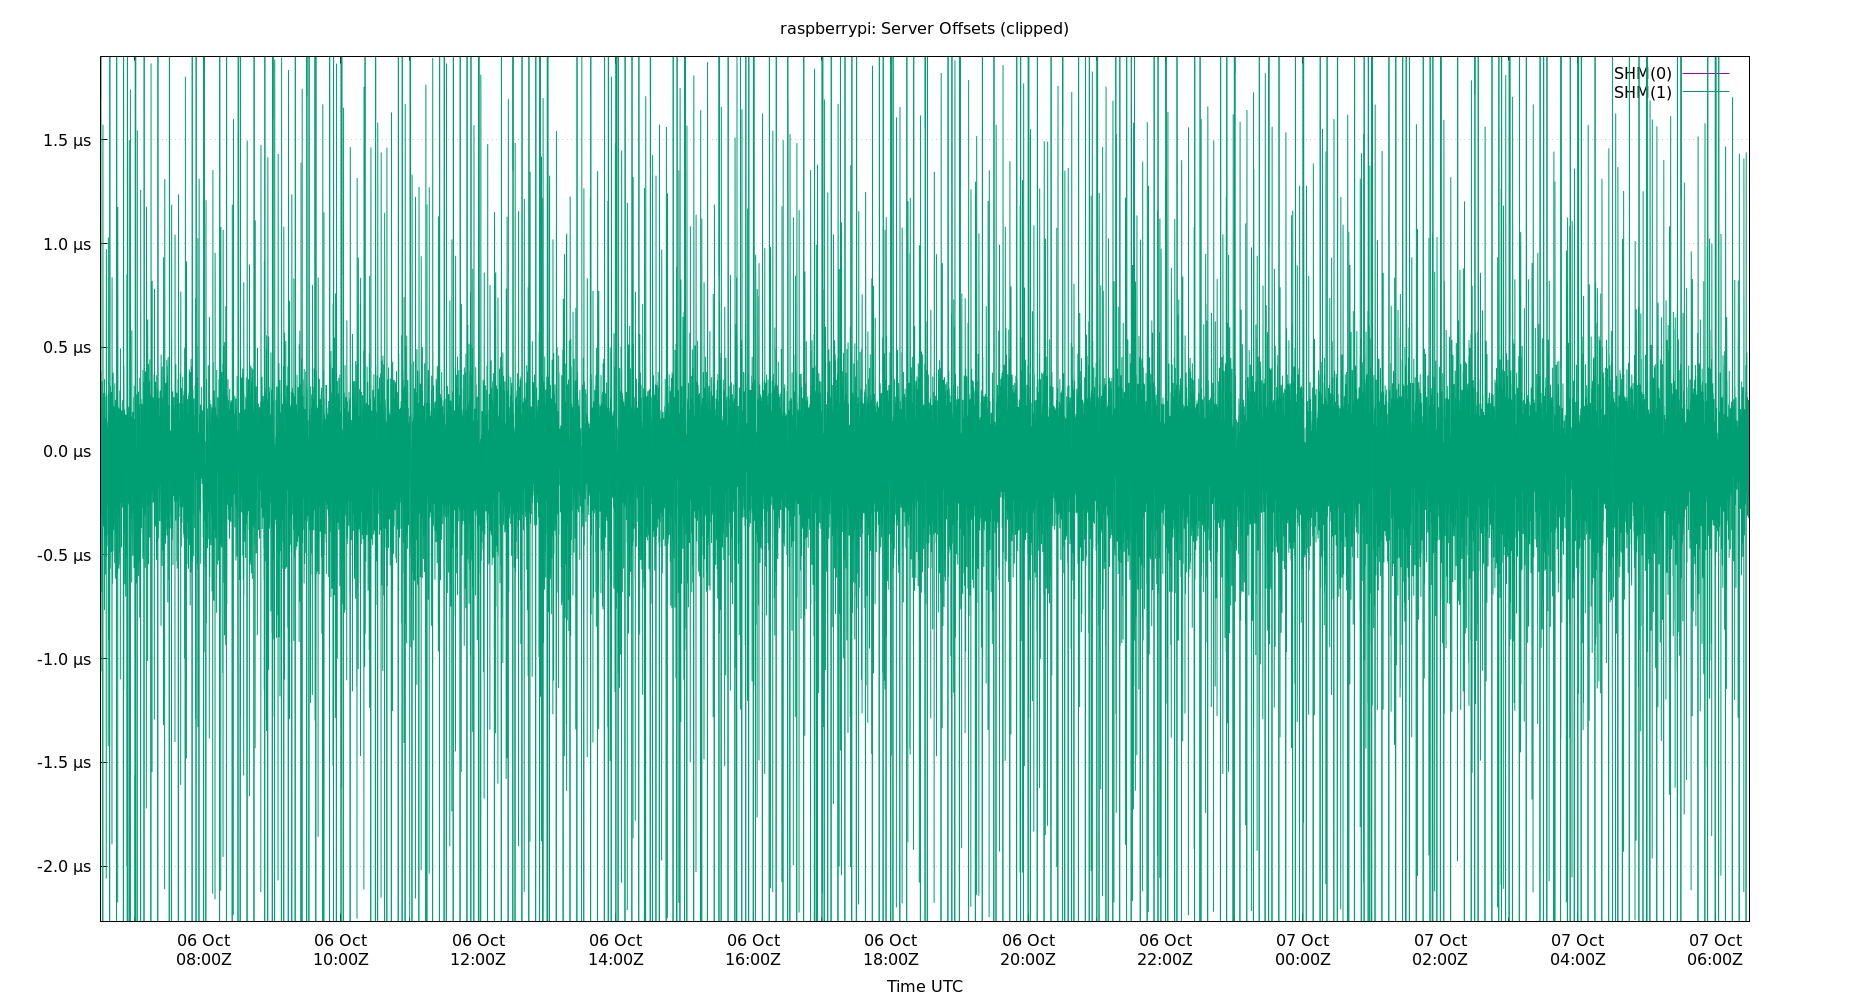 raspberrypi: Server Offsets (clipped)
SHM(0)
SHM(1)
1.5 µs
1.0 µs
0.5 µs
0.0 µs
-0.5 µs
-1.0 µs
-1.5 µs
-2.0 µs
06 Oct 06 Oct 06 Oct 06 Oct 06 Oct 06 Oct 06 Oct 06 Oct 07 Oct 07 Oct 07 Oct 07 Oct
08:00Z 10:00Z 12:00Z 14:00Z 16:00Z 18:00Z 20:00Z 22:00Z 00:00Z 02:00Z 04:00Z 06:00Z
Time UTC